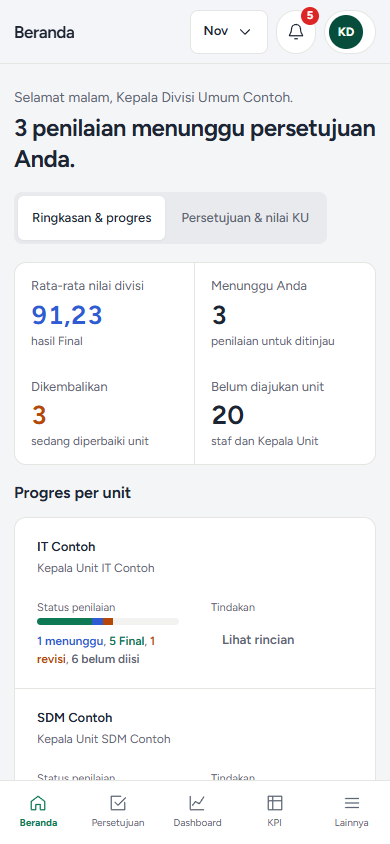 Beranda
Nov
5
KD
Selamat malam, Kepala Divisi Umum Contoh.
3 penilaian menunggu persetujuan
Anda.
Ringkasan & progres
Persetujuan & nilai KU
Rata-rata nilai divisi
91,23
hasil Final
Menunggu Anda
3
penilaian untuk ditinjau
Dikembalikan
3
sedang diperbaiki unit
Belum diajukan unit
20
staf dan Kepala Unit
Progres per unit
IT Contoh
Kepala Unit IT Contoh
Status penilaian
1 menunggu, 5 Final, 1
revisi, 6 belum diisi
Tindakan
Lihat rincian
SDM Contoh
Kepala Unit SDM Contoh
Status penilaian
Tindakan
Beranda
Persetujuan
Dashboard
KPI
Lainnya